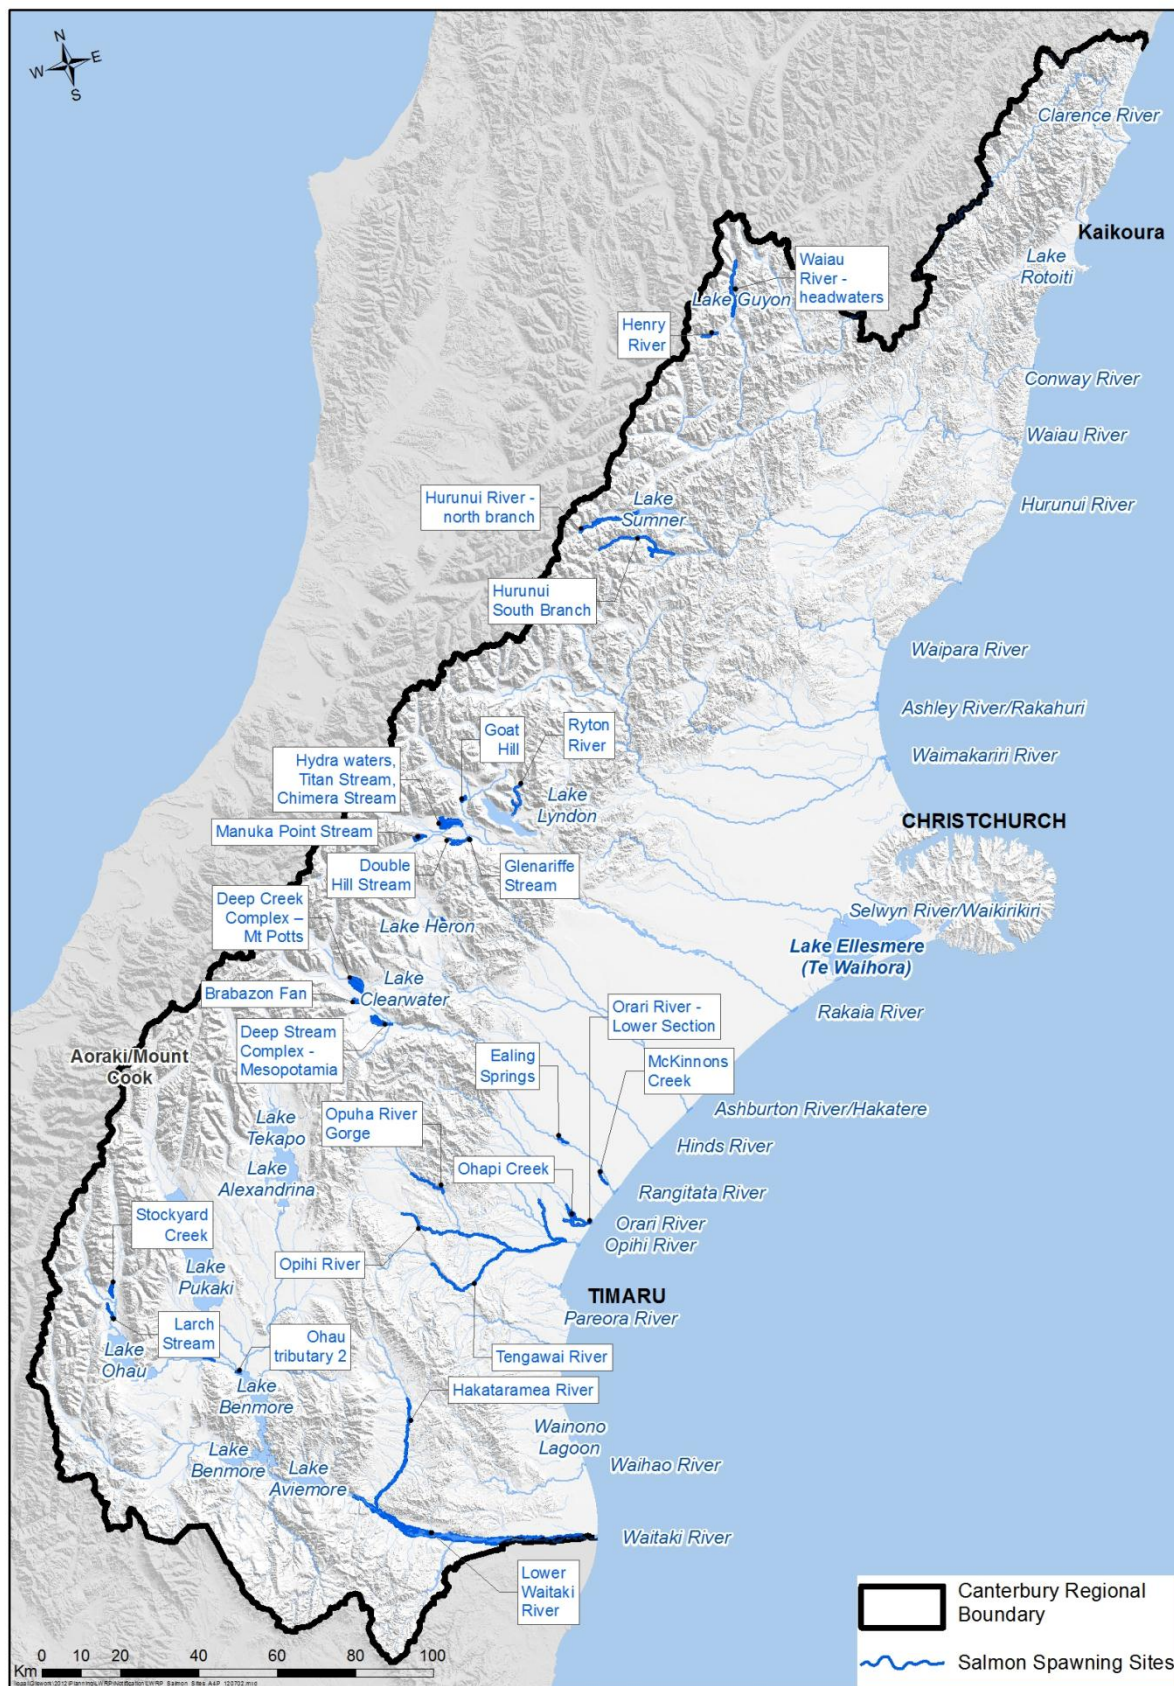 N
W
E
S
Clarence River
Kaikoura
Lake
Rotoiti
Waiau
River -
headwaters
Lake Guyon
Henry
River
Conway River
Waiau River
Hurunui River -
north branch
Lake
Sumner
Hurunui River
Hurunui
South Branch
Waipara River
Ashley River/Rakahuri
Goat
Hill
Ryton
River
Waimakariri River
Hydra waters,
Titan Stream,
Chimera Stream
Lake
Lyndon
CHRISTCHURCH
Manuka Point Stream
Double
Hill Stream
Glenariffe
Stream
Deep Creek
Complex –
Mt Potts
Lake Heron
Selwyn River/Waikirikiri
Lake Ellesmere
(Te Waihora)
Lake
Clearwater
Brabazon Fan
Rakaia River
Orari River -
Lower Section
Deep Stream
Complex -
Mesopotamia
Aoraki/Mount
Cook
Ealing
Springs
McKinnons
Creek
Ashburton River/Hakatere
Lake
Tekapo
Opuha River
Gorge
Hinds River
Ohapi Creek
Lake
Alexandrina
Rangitata River
Stockyard
Creek
Orari River
Opihi River
Opihi River
Lake
Pukaki
TIMARU
Pareora River
Larch
Stream
Ohau
tributary 2
Tengawai River
Lake
Ohau
Lake
Benmore
Hakataramea River
Wainono
Lagoon
Lake
Benmore
Lake
Aviemore
Waihao River
Waitaki River
Lower
Waitaki
River
Canterbury Regional
Boundary
Salmon Spawning Sites
0 10 20 40 60 80 100
Km